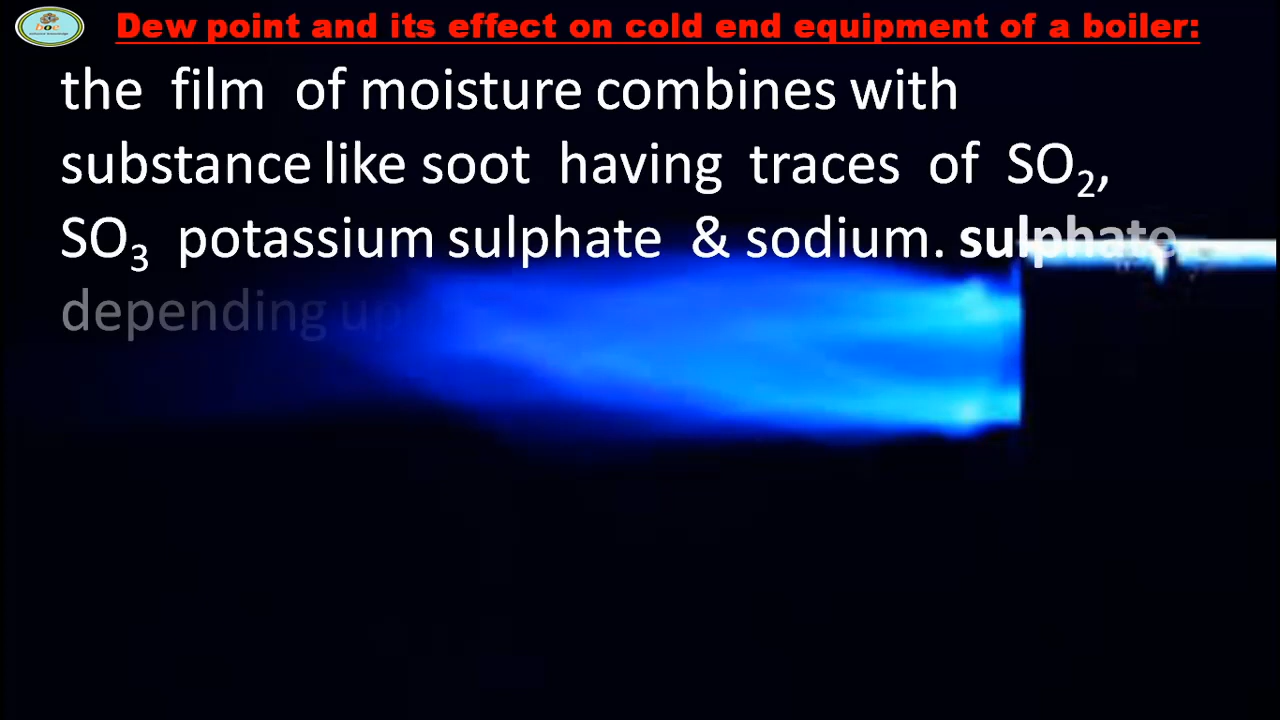 Dew point and its effect on cold end equipment of a boiler:
the film of moisture combines with
substance like soot having traces of SO₂,
SO₃ potassium sulphate & sodium. sulphate
depending up